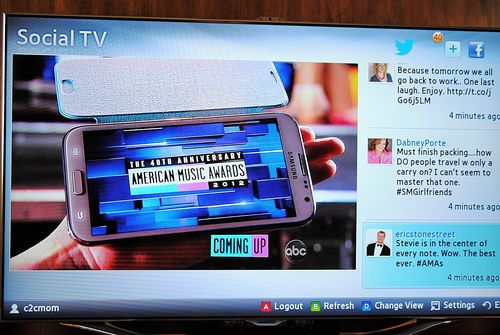 Social TV
40
+
f
Because tomorrow we all
go back to work.. One last
laugh. Enjoy. http://t.co/j
Go6j5LM
4 minutes ago
DabneyPorte
Must finish packing...how
DO people travel w only a
carry on? I can't seem to
master that one.
#SMGirlfriends
4 minutes ago
ericstonestreet
Stevie is in the center of
every note. Wow. The best
ever. #AMAs
4 minutes ago
THE 40TH ANNIVERSARY
AMERICAN MUSIC AWARDS
2012
SAMSUNG
COMING UP
abc
c2cmom
A Logout
B Refresh
D Change View
Settings
E